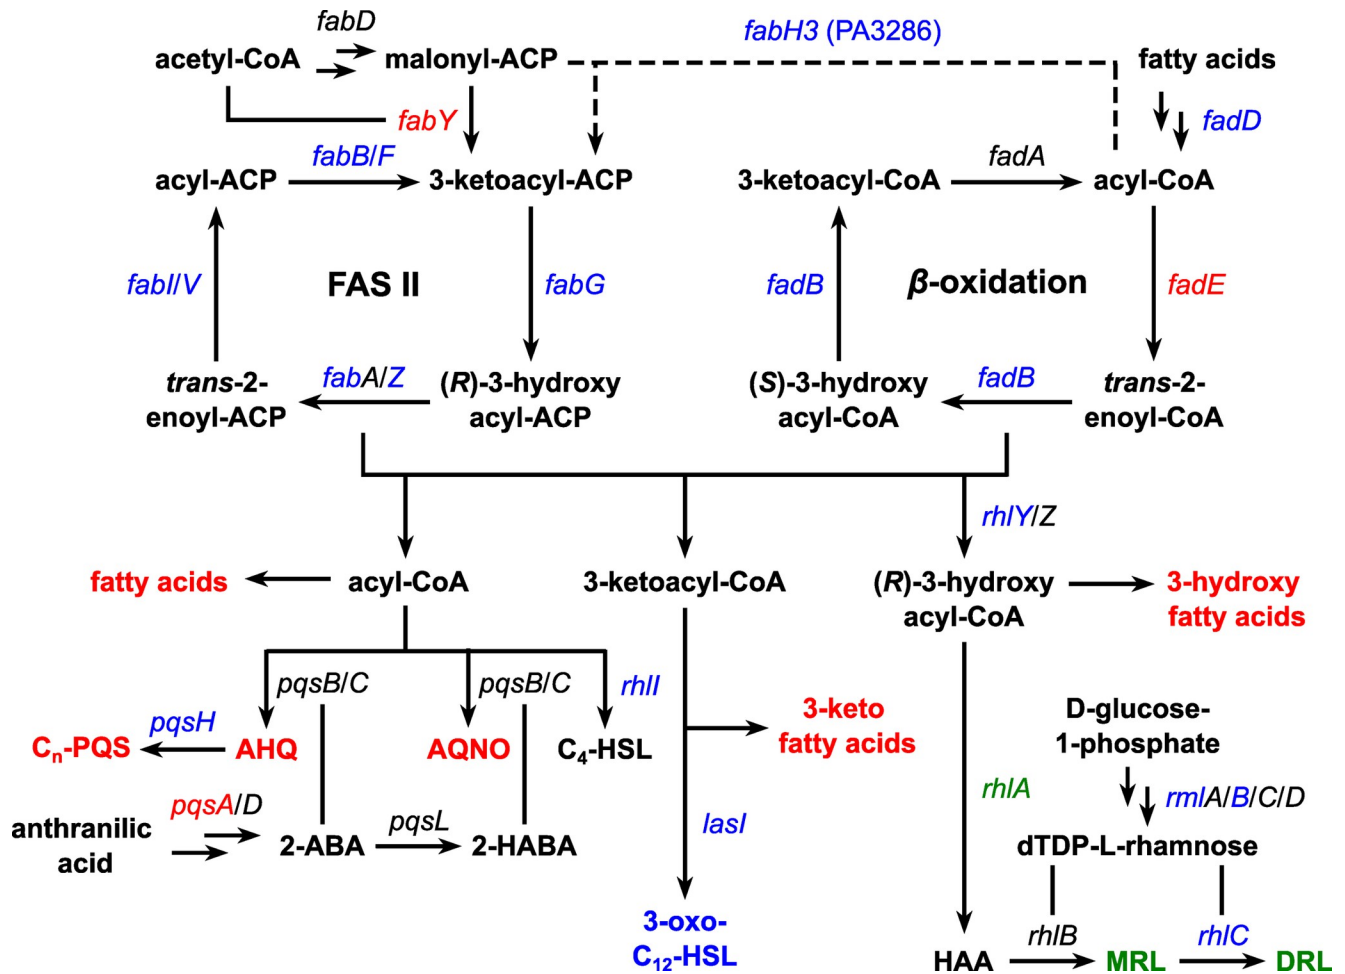 fabD
fabH3 (PA3286)
acetyl-CoA
malonyl-ACP
fatty acids
fabY
fadD
fabB/F
fadA
acyl-ACP
3-ketoacyl-ACP
3-ketoacyl-CoA
acyl-CoA
fabI/V
FAS II
fabG
fadB
β-oxidation
fadE
trans-2-
enoyl-ACP
fabA/Z
(R)-3-hydroxy
acyl-ACP
(S)-3-hydroxy
acyl-CoA
fadB
trans-2-
enoyl-CoA
rhlY/Z
fatty acids
acyl-CoA
3-ketoacyl-CoA
(R)-3-hydroxy
acyl-CoA
3-hydroxy
fatty acids
pqsB/C
pqsB/C
rhlI
pqsH
Cn-PQS
AHQ
AQNO
C4-HSL
3-keto
fatty acids
D-glucose-
1-phosphate
pqsA/D
anthranilic
acid
2-ABA
pqsL
2-HABA
lasI
rhlA
rmlA/B/C/D
dTDP-L-rhamnose
3-oxo-
C12-HSL
HAA
rhlB
MRL
rhlC
DRL